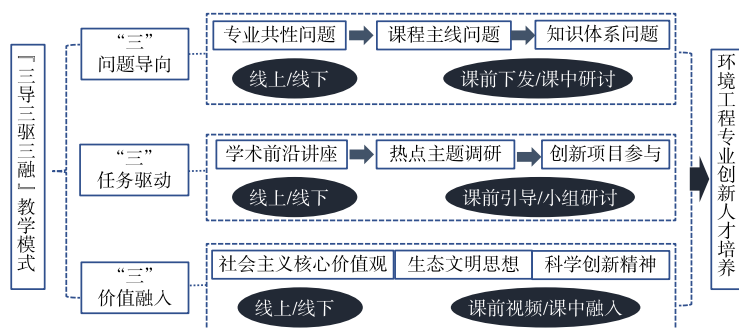 『三导三驱三融』教学模式
“三”
问题导向
专业共性问题
课程主线问题
知识体系问题
线上/线下
课前下发/课中研讨
“三”
任务驱动
学术前沿讲座
热点主题调研
创新项目参与
线上/线下
课前引导/小组研讨
“三”
价值融入
社会主义核心价值观
生态文明思想
科学创新精神
线上/线下
课前视频/课中融入
环境工程专业创新人才培养